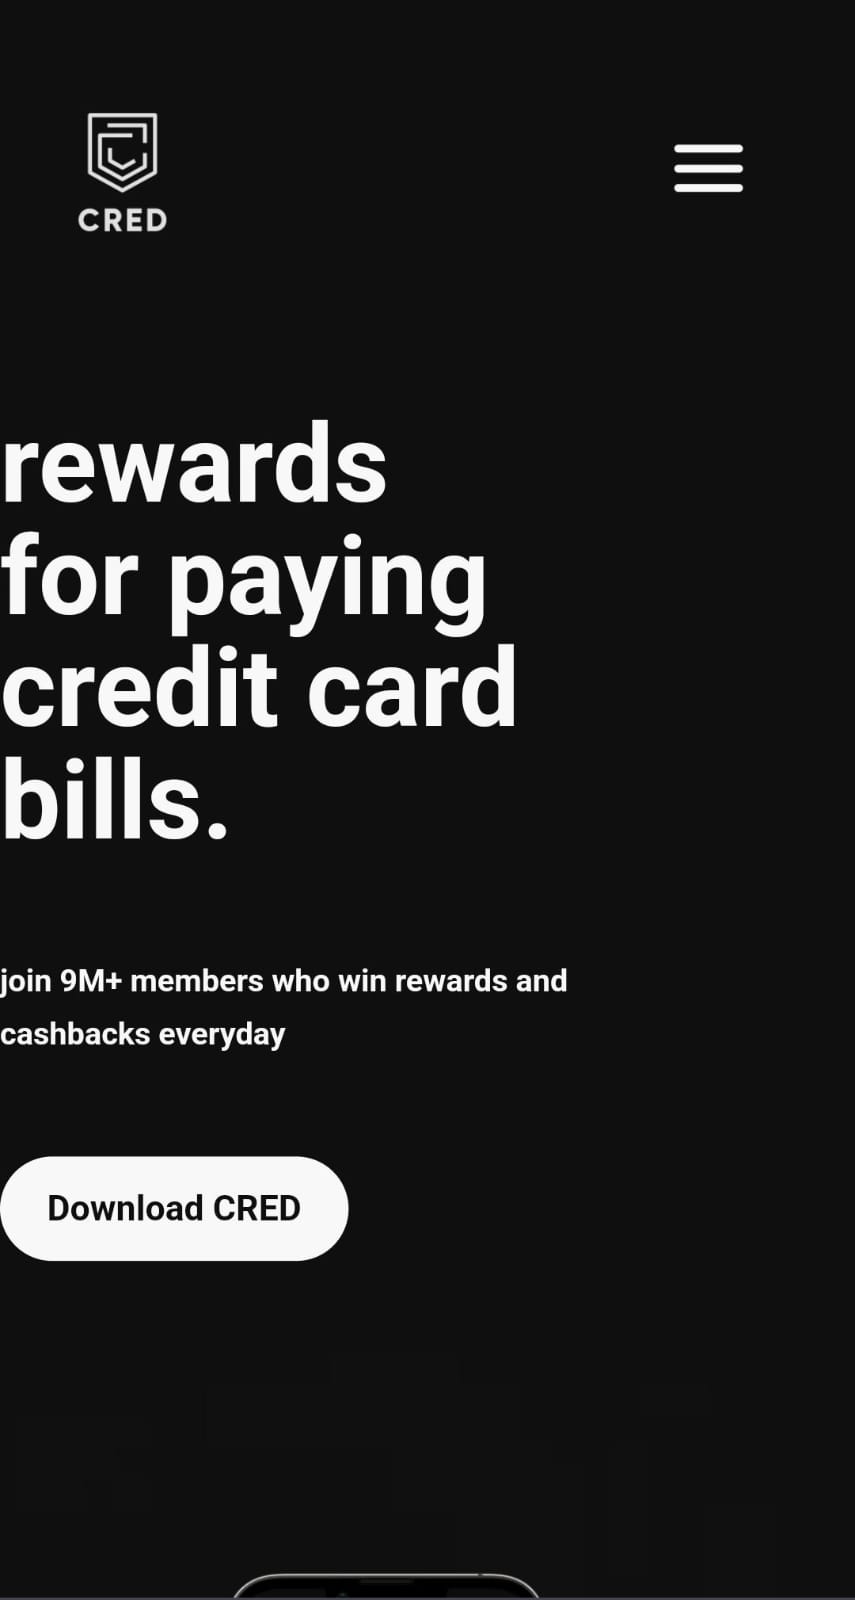 CRED
rewards
for paying
credit card
bills.
join 9M+ members who win rewards and
cashbacks everyday
Download CRED